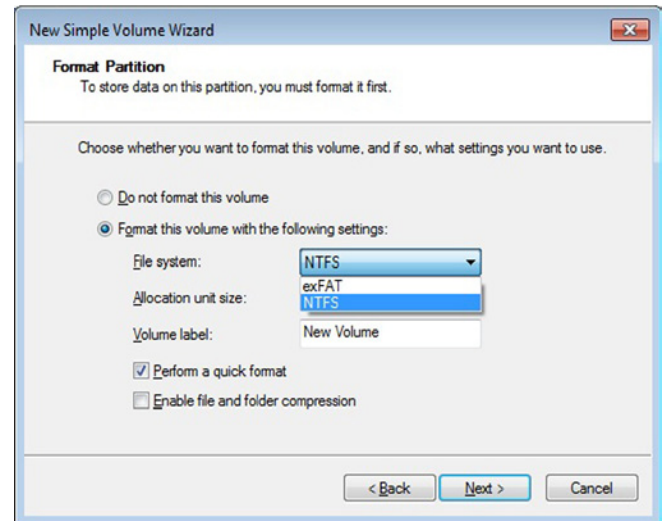 New Simple Volume Wizard
Format Partition
To store data on this partition, you must format it first.
Choose whether you want to format this volume, and if so, what settings you want to use.
Do not format this volume
Format this volume with the following settings:
File system: NTFS
exFAT
Allocation unit size: NTFS
Volume label: New Volume
Perform a quick format
Enable file and folder compression
< Back Next > Cancel